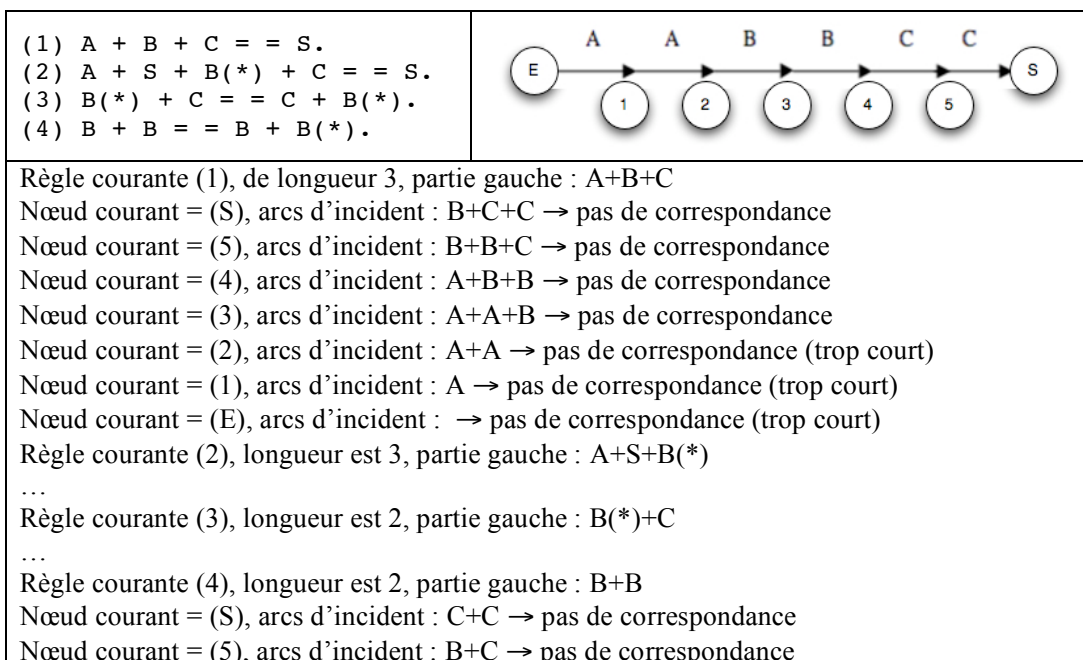 (1) A + B + C = = S.
(2) A + S + B(*) + C = = S.
(3) B(*) + C = = C + B(*).
(4) B + B = = B + B(*).
A A B B C C
E S
1 2 3 4 5
Règle courante (1), de longueur 3, partie gauche : A+B+C
Nœud courant = (S), arcs d’incident : B+C+C → pas de correspondance
Nœud courant = (5), arcs d’incident : B+B+C → pas de correspondance
Nœud courant = (4), arcs d’incident : A+B+B → pas de correspondance
Nœud courant = (3), arcs d’incident : A+A+B → pas de correspondance
Nœud courant = (2), arcs d’incident : A+A → pas de correspondance (trop court)
Nœud courant = (1), arcs d’incident : A → pas de correspondance (trop court)
Nœud courant = (E), arcs d’incident :  → pas de correspondance (trop court)
Règle courante (2), longueur est 3, partie gauche : A+S+B(*)
…
Règle courante (3), longueur est 2, partie gauche : B(*)+C
…
Règle courante (4), longueur est 2, partie gauche : B+B
Nœud courant = (S), arcs d’incident : C+C → pas de correspondance
Nœud courant = (5), arcs d’incident : B+C → pas de correspondance